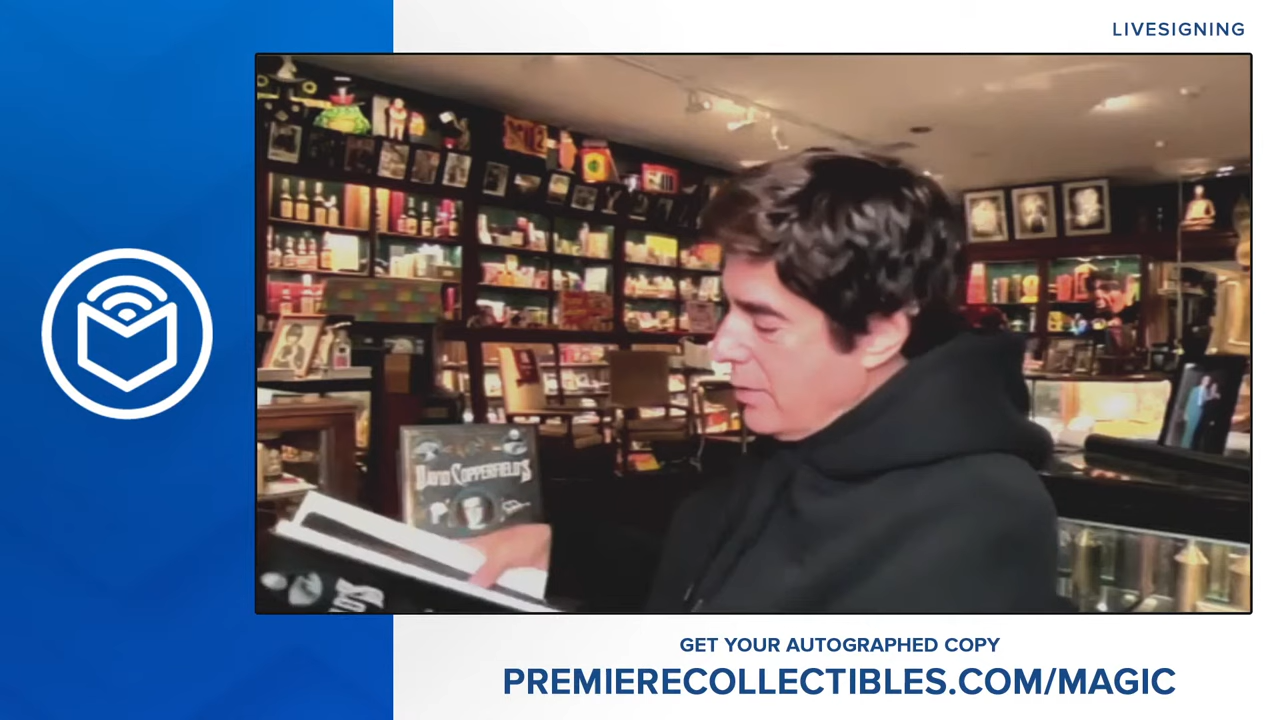 LIVESIGNING
DAVID COPPERFIELD'S
GET YOUR AUTOGRAPHED COPY
PREMIERECOLLECTIBLES.COM/MAGIC